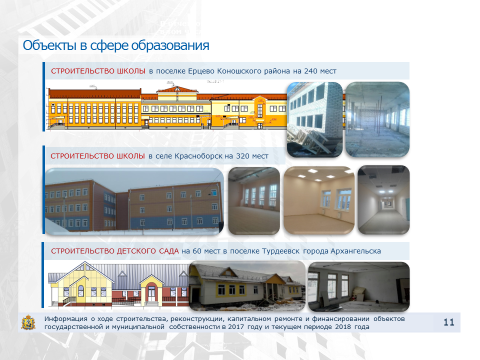 Объекты в сфере образования
СТРОИТЕЛЬСТВО ШКОЛЫ в поселке Ерцево Коношского района на 240 мест
СТРОИТЕЛЬСТВО ШКОЛЫ в селе Красноборск на 320 мест
СТРОИТЕЛЬСТВО ДЕТСКОГО САДА на 60 мест в поселке Турдеевск города Архангельска
Информация о ходе строительства, реконструкции, капитальном ремонте и финансировании объектов
государственной и муниципальной собственности в 2017 году и текущем периоде 2018 года
11